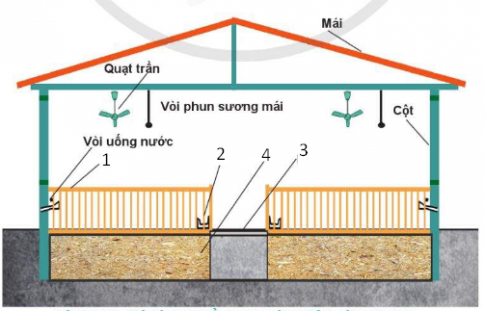 Mái
Quạt trần
Vòi phun sương mái
Cột
Vòi uống nước
1
2
4
3